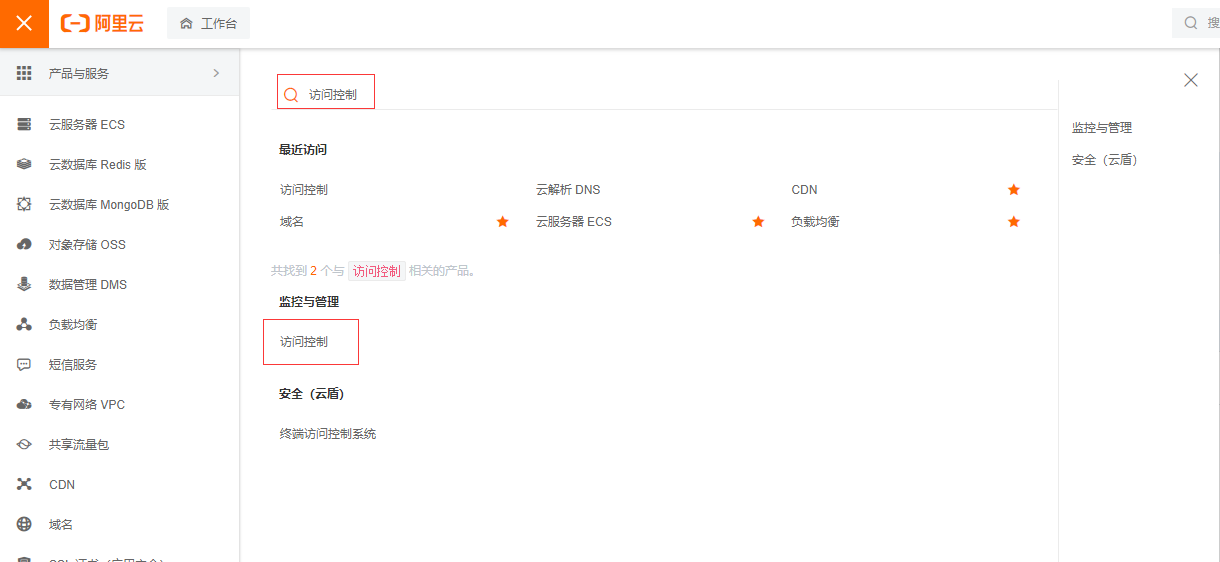 阿里云
工作台
搜
产品与服务
云服务器 ECS
云数据库 Redis 版
云数据库 MongoDB 版
对象存储 OSS
数据管理 DMS
负载均衡
短信服务
专有网络 VPC
共享流量包
CDN
域名
SSL 证书（应用安全）
访问控制
最近访问
访问控制 云解析 DNS CDN
域名 云服务器 ECS 负载均衡
共找到 2 个与 访问控制 相关的产品。
监控与管理
访问控制
安全（云盾）
终端访问控制系统
监控与管理
安全（云盾）